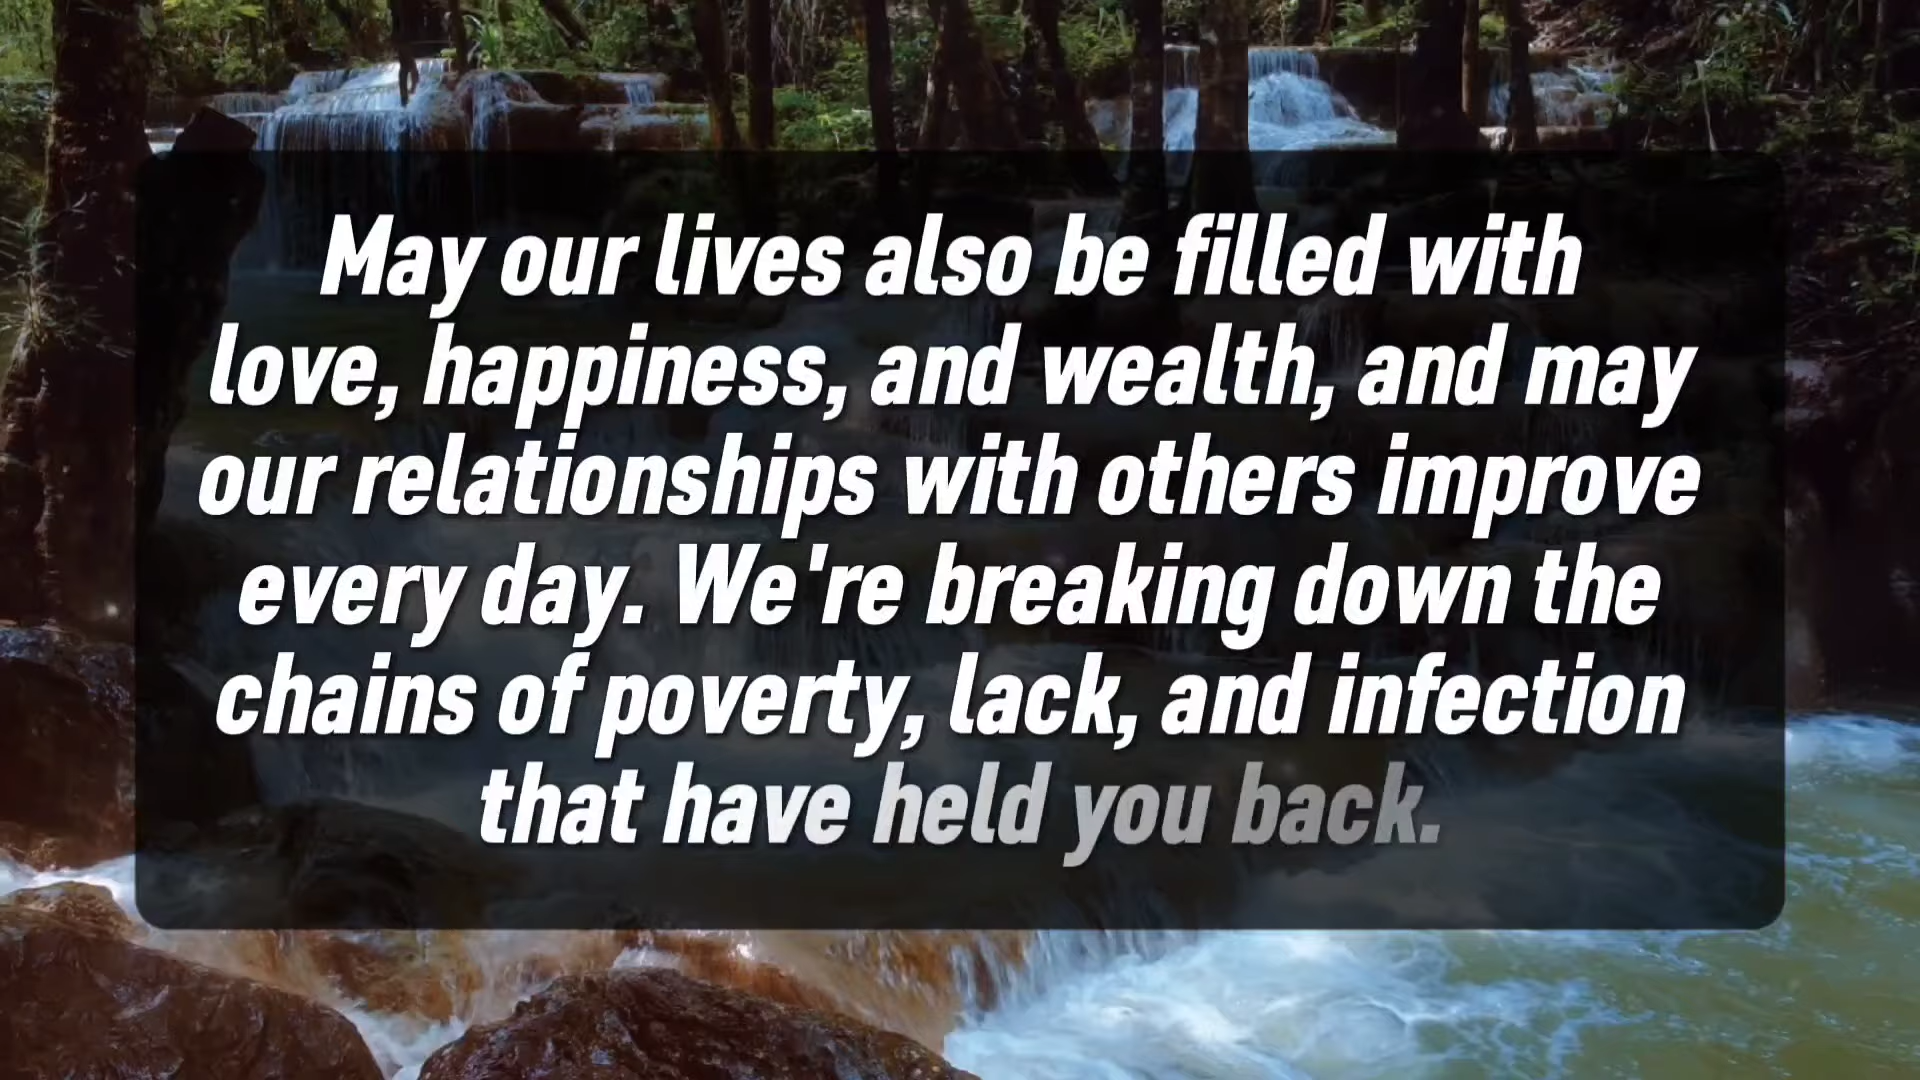 May our lives also be filled with
love, happiness, and wealth, and may
our relationships with others improve
every day. We're breaking down the
chains of poverty, lack, and infection
that have held you back.